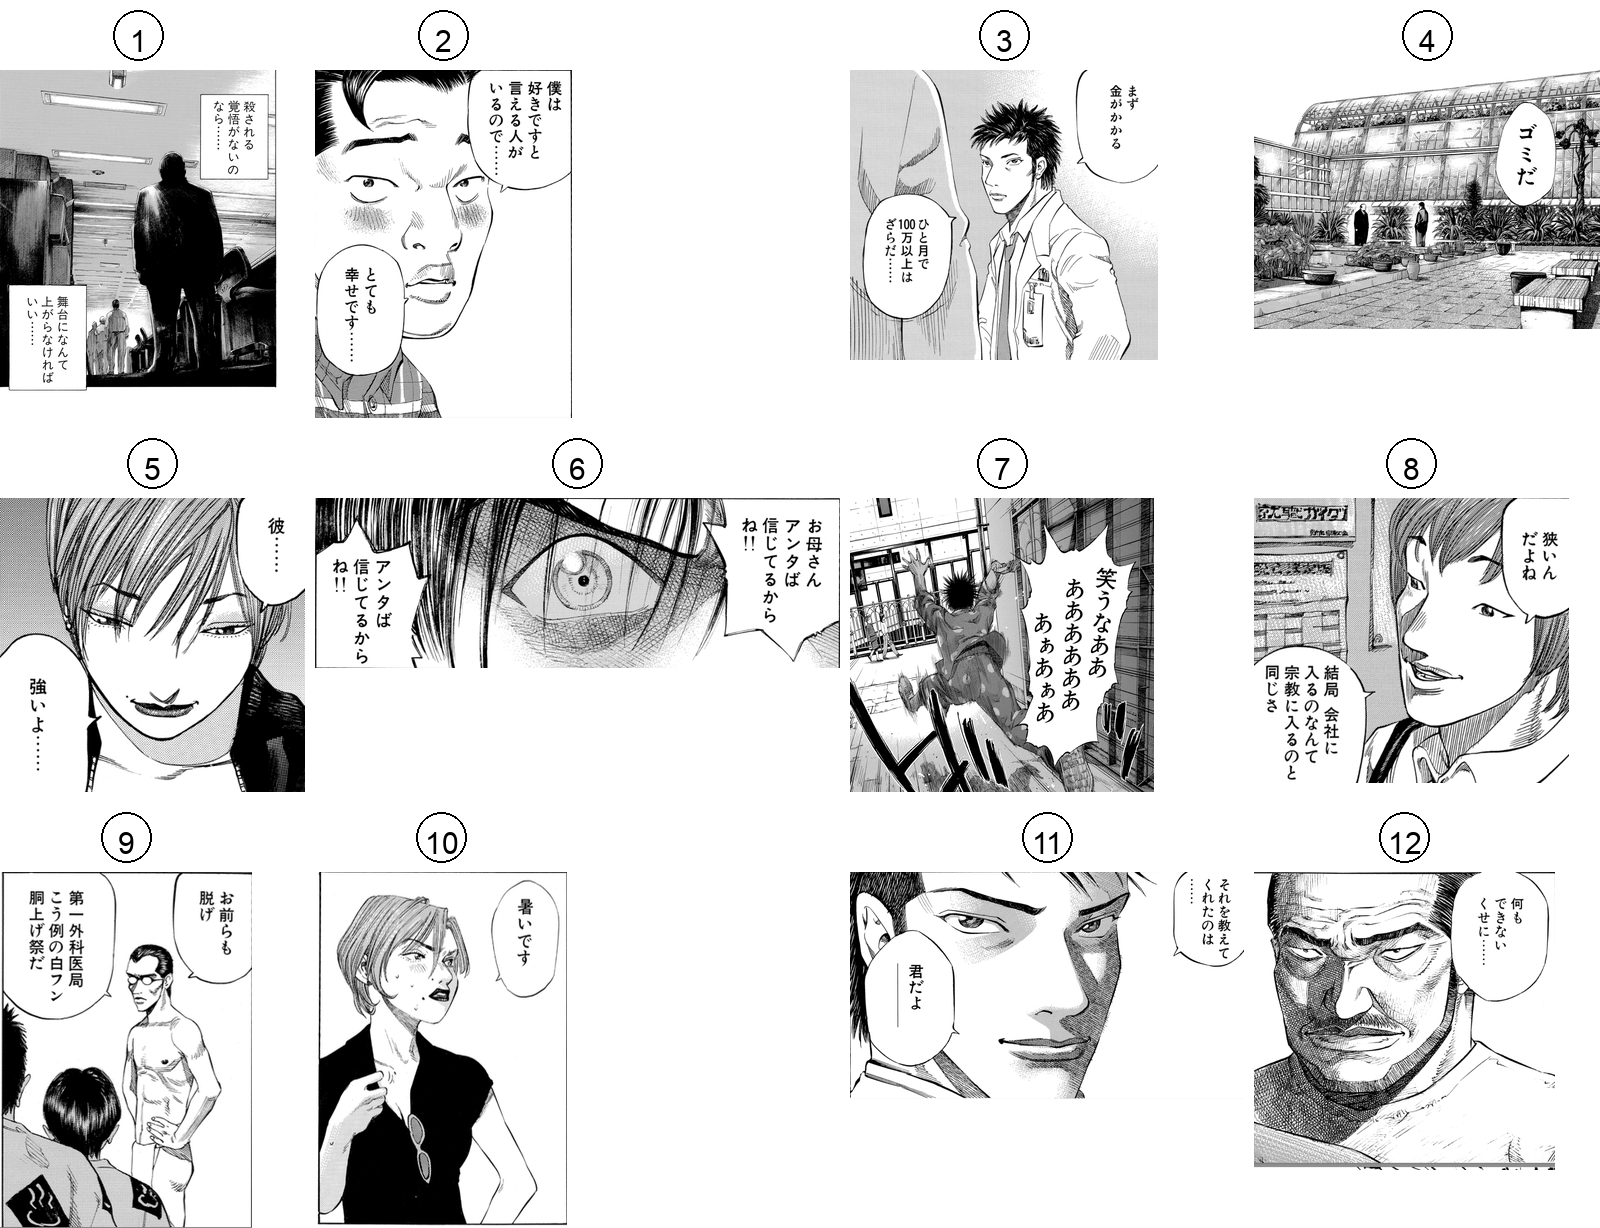 1
殺される
覚悟がないの
なら……
舞台になんて
上がらなければ
いい……
2
僕は
好きですと
言える人が
いるので……
とても
幸せです……
3
まず
金がかかる
ひと月で
100万以上は
ざらだ……
4
ゴミだ
5
彼……
強いよ……
6
お母さん
アンタば
信じてるから
ね!!
アンタば
信じてるから
ね!!
7
笑うなああ
ああああああ
あぁあぁあ
8
狭いん
だよね
結局 会社に
入るのなんて
宗教に入るのと
同じさ
9
お前らも
脱げ
第一外科医局
こう例の白フン
胴上げ祭だ
10
暑いです
11
それを教えて
くれたのは
……
君だよ
12
何も
できない
くせに……